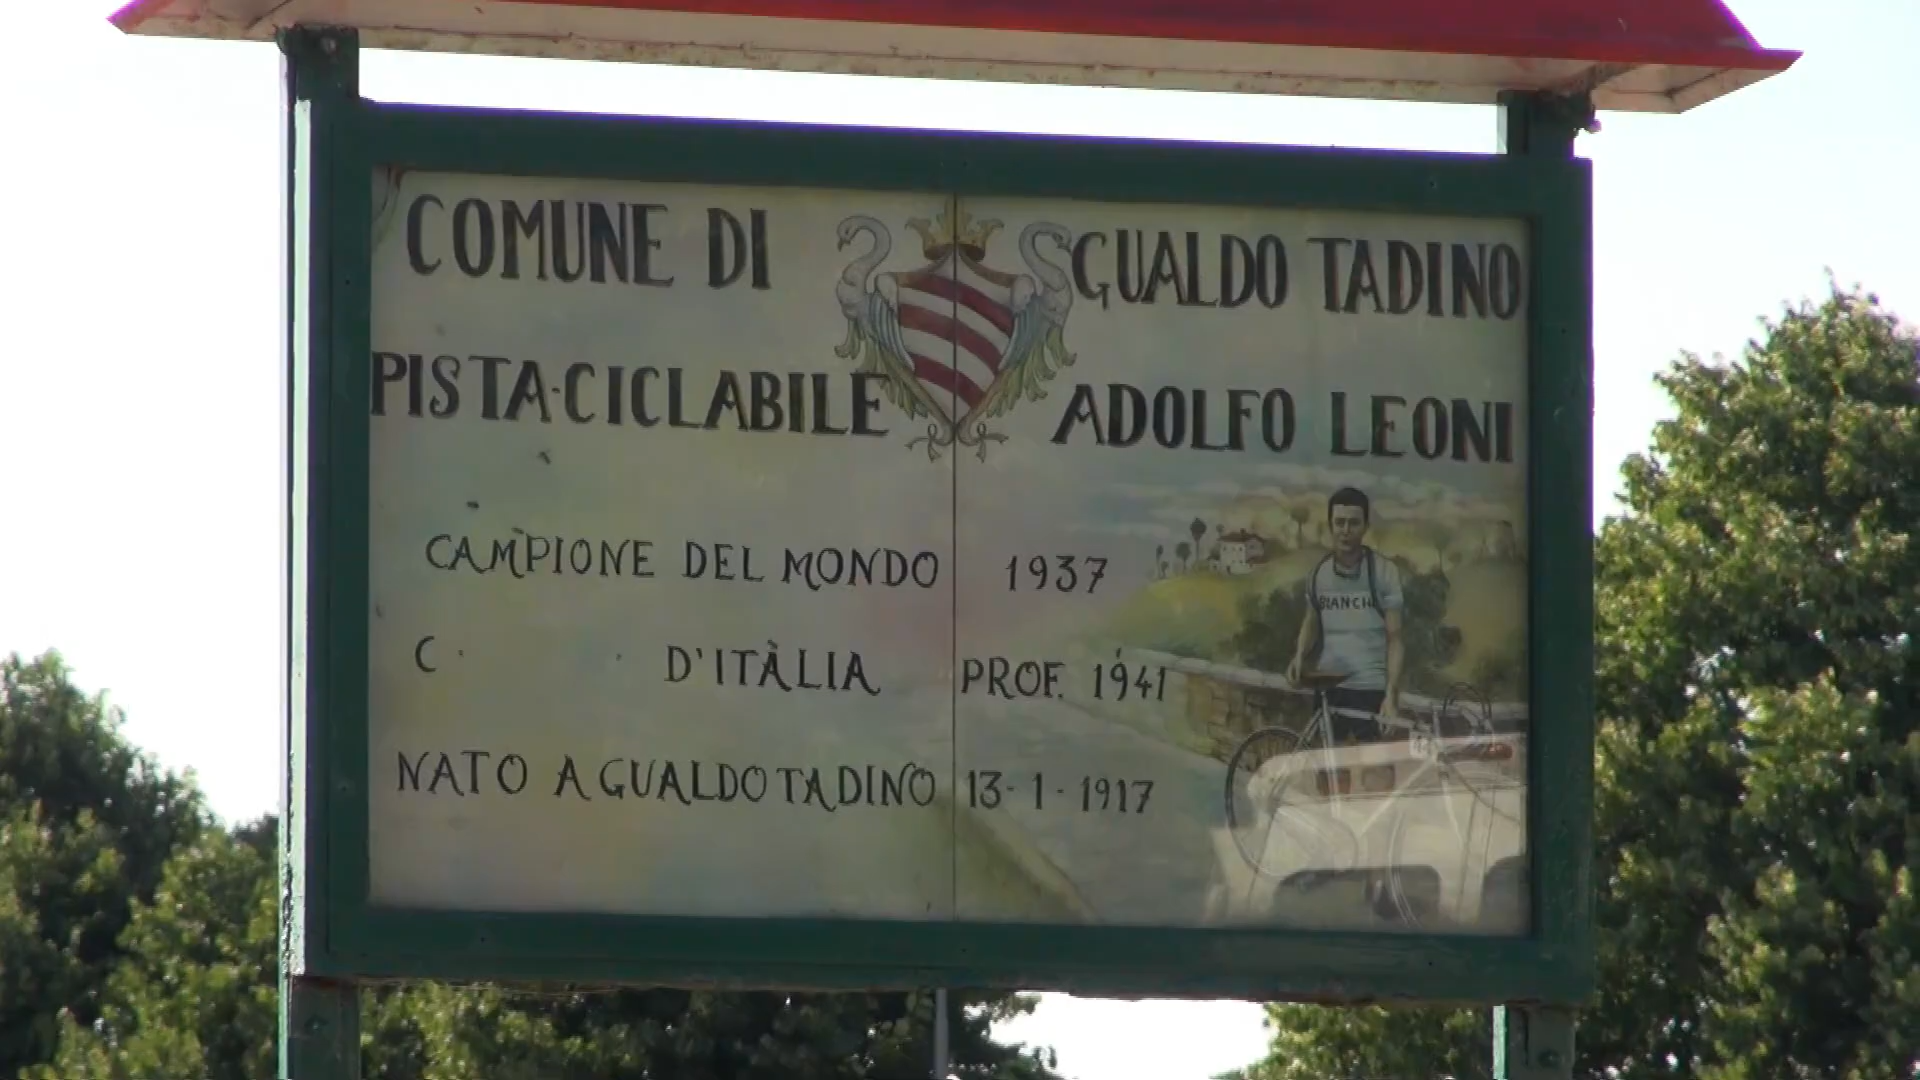 COMUNE DI GUALDO TADINO
PISTA-CICLABILE ADOLFO LEONI
CAMPIONE DEL MONDO 1937
C D'ITÀLIA PROF. 1941
NATO A GUALDO TADINO 13-1-1917
BIANCHI